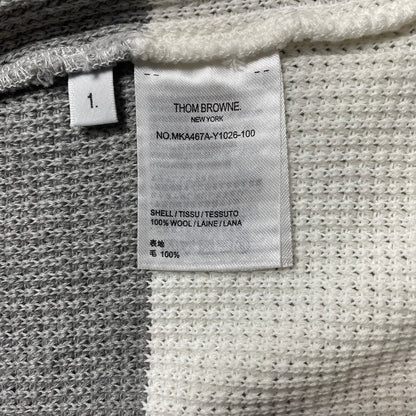 1.
THOM BROWNE.
NEW YORK
NO.MKA467A-Y1026-100
SHELL / TISSU / TESSUTO
100% WOOL / LAINE / LANA
表地
毛 100%